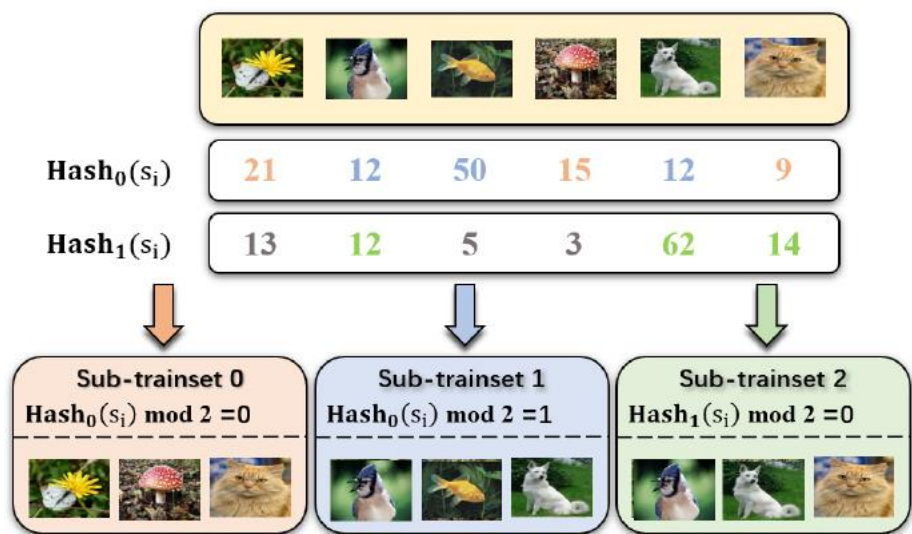 Hash₀(sᵢ) 21 12 50 15 12 9
Hash₁(sᵢ) 13 12 5 3 62 14
Sub-trainset 0
Hash₀(sᵢ) mod 2 =0
Sub-trainset 1
Hash₀(sᵢ) mod 2 =1
Sub-trainset 2
Hash₁(sᵢ) mod 2 =0